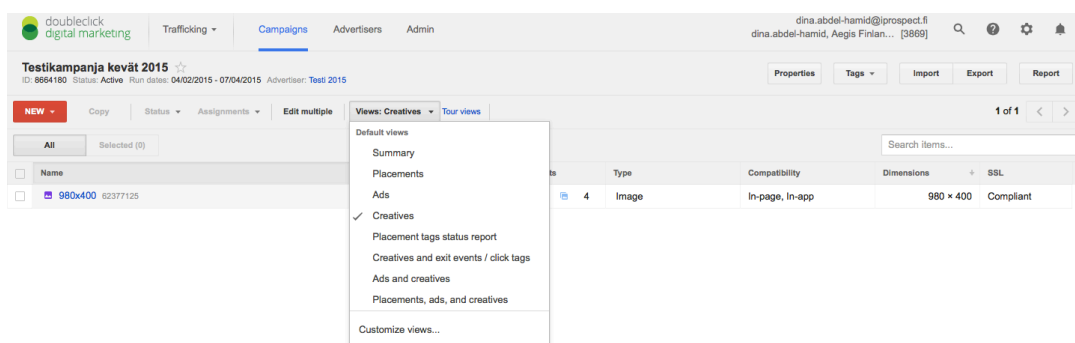 doubleclick
digital marketing
Trafficking
Campaigns
Advertisers
Admin
dina.abdel-hamid@iprospect.fi
dina.abdel-hamid, Aegis Finlan... [3869]
Testikampanja kevät 2015
ID: 8664180 Status: Active Run dates: 04/02/2015 - 07/04/2015 Advertiser: Testi 2015
Properties
Tags
Import
Export
Report
NEW
Copy
Status
Assignments
Edit multiple
Views: Creatives
Tour views
1 of 1
All
Selected (0)
Search items...
Default views
Summary
Placements
Ads
Creatives
Placement tags status report
Creatives and exit events / click tags
Ads and creatives
Placements, ads, and creatives
Customize views...
Name
Type
Compatibility
Dimensions
SSL
980x400 62377125
4
Image
In-page, In-app
980 × 400
Compliant